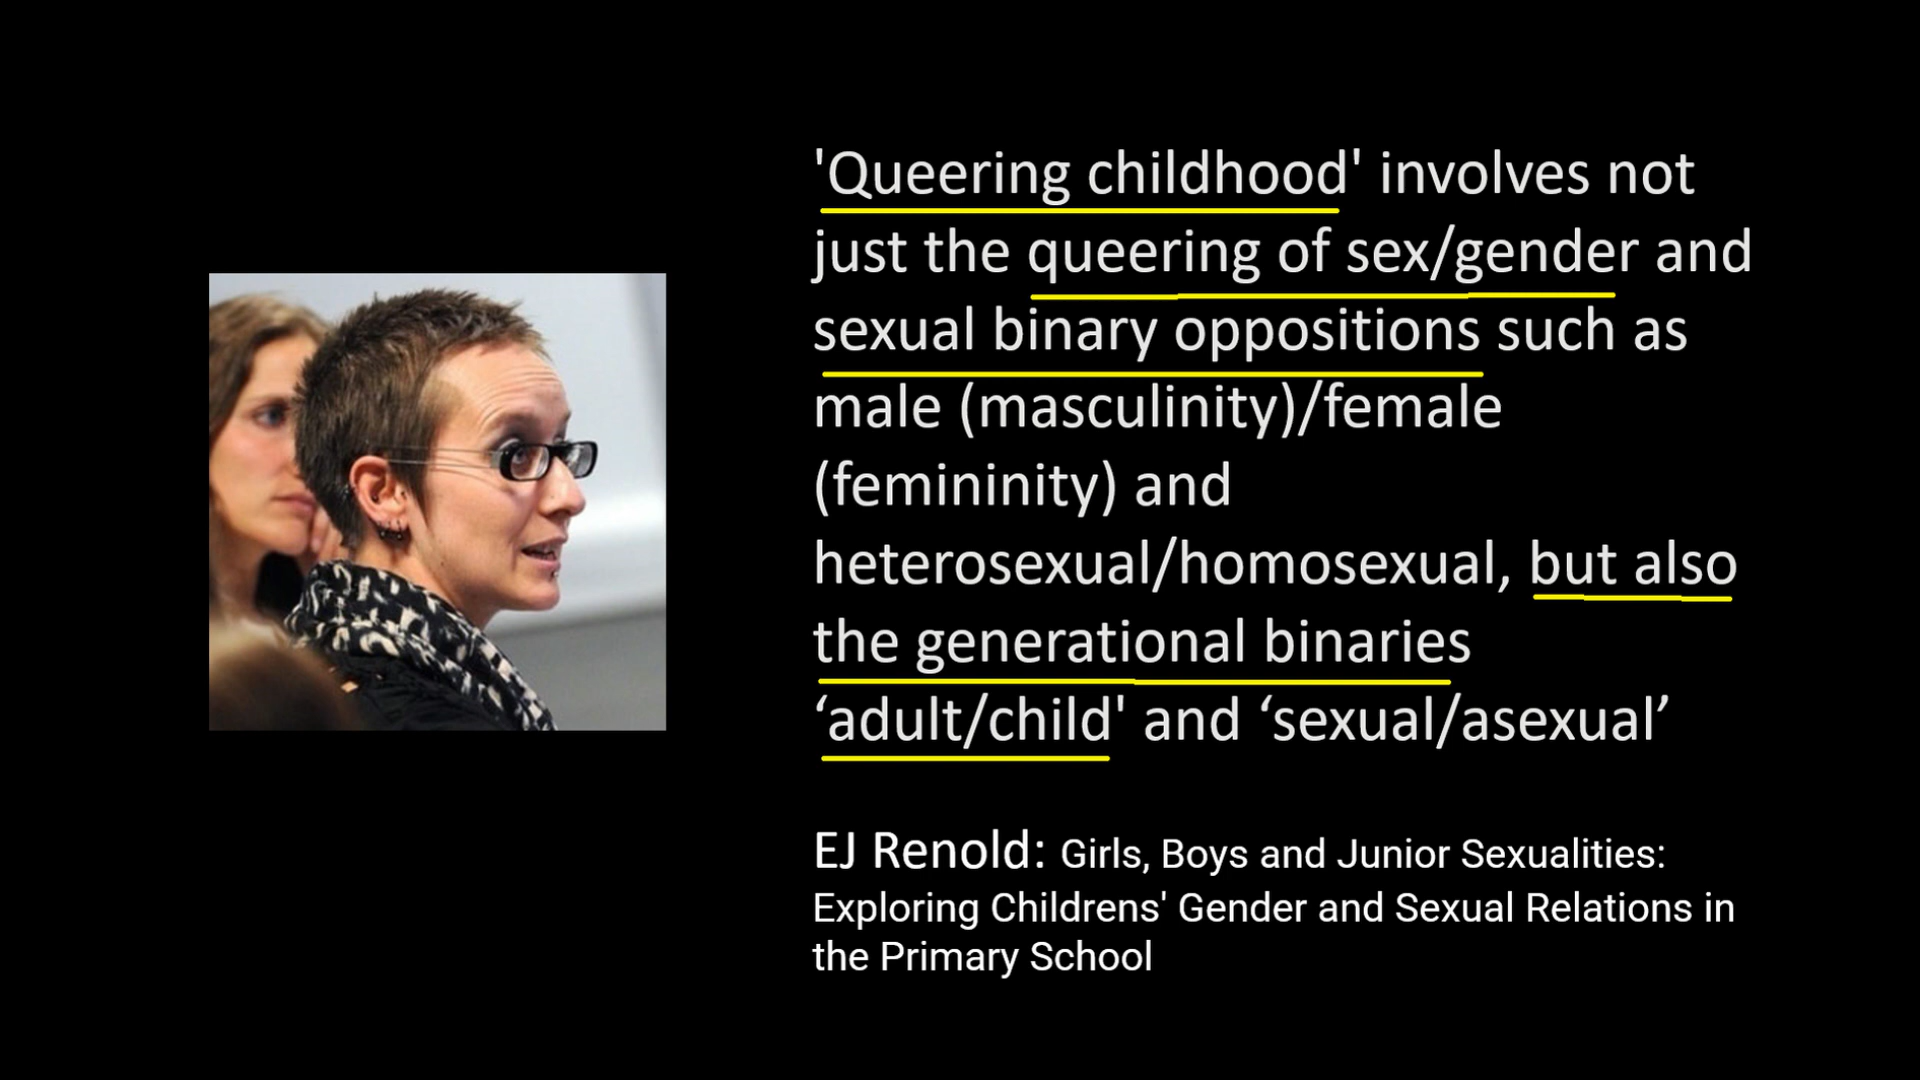 'Queering childhood' involves not
just the queering of sex/gender and
sexual binary oppositions such as
male (masculinity)/female
(femininity) and
heterosexual/homosexual, but also
the generational binaries
‘adult/child' and ‘sexual/asexual’
EJ Renold: Girls, Boys and Junior Sexualities:
Exploring Childrens' Gender and Sexual Relations in
the Primary School